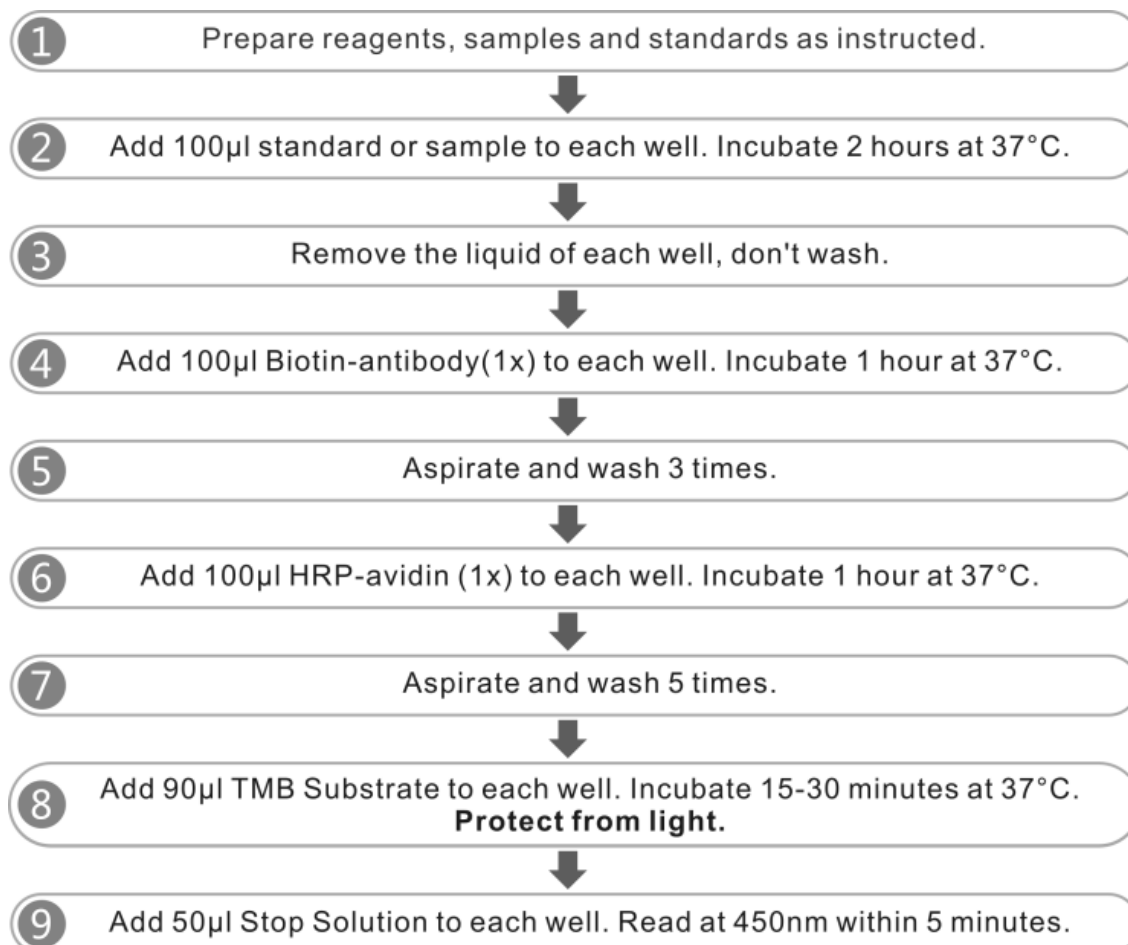 1 Prepare reagents, samples and standards as instructed.
2 Add 100µl standard or sample to each well. Incubate 2 hours at 37°C.
3 Remove the liquid of each well, don't wash.
4 Add 100µl Biotin-antibody(1x) to each well. Incubate 1 hour at 37°C.
5 Aspirate and wash 3 times.
6 Add 100µl HRP-avidin (1x) to each well. Incubate 1 hour at 37°C.
7 Aspirate and wash 5 times.
8 Add 90µl TMB Substrate to each well. Incubate 15-30 minutes at 37°C.
Protect from light.
9 Add 50µl Stop Solution to each well. Read at 450nm within 5 minutes.